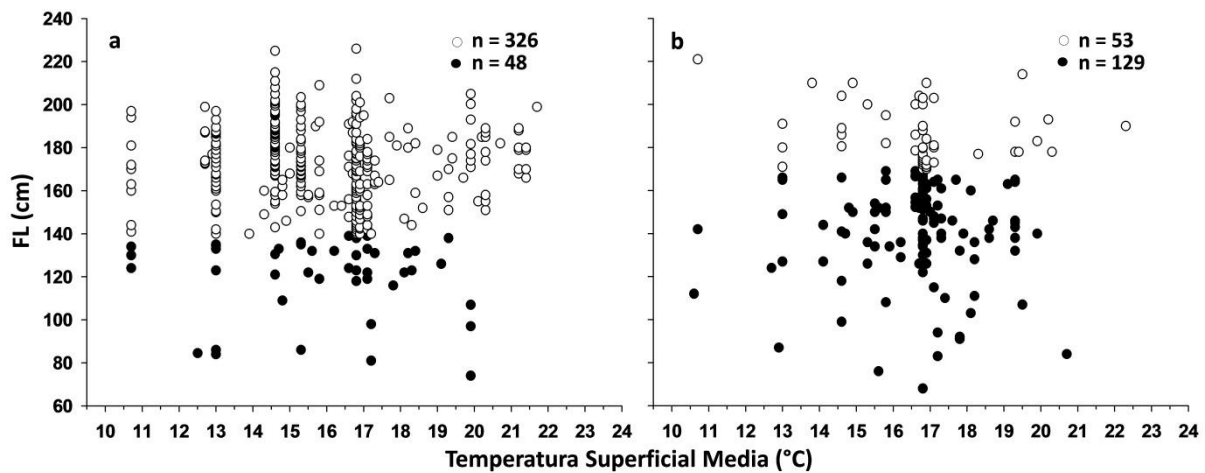 a
n = 326
n = 48
b
n = 53
n = 129
FL (cm)
240
220
200
180
160
140
120
100
80
60
10 11 12 13 14 15 16 17 18 19 20 21 22 23 24
10 11 12 13 14 15 16 17 18 19 20 21 22 23 24
Temperatura Superficial Media (°C)